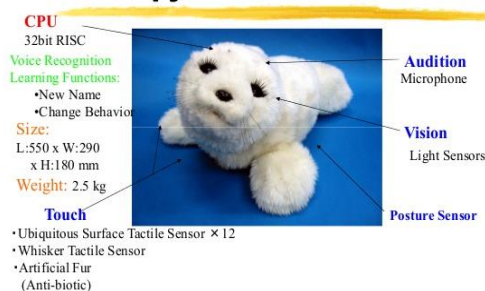 CPU
32bit RISC
Voice Recognition
Learning Functions:
•New Name
•Change Behavior
Size:
L:550 x W:290
x H:180 mm
Weight: 2.5 kg
Touch
・Ubiquitous Surface Tactile Sensor ×12
・Whisker Tactile Sensor
・Artificial Fur
(Anti-biotic)
Audition
Microphone
Vision
Light Sensors
Posture Sensor